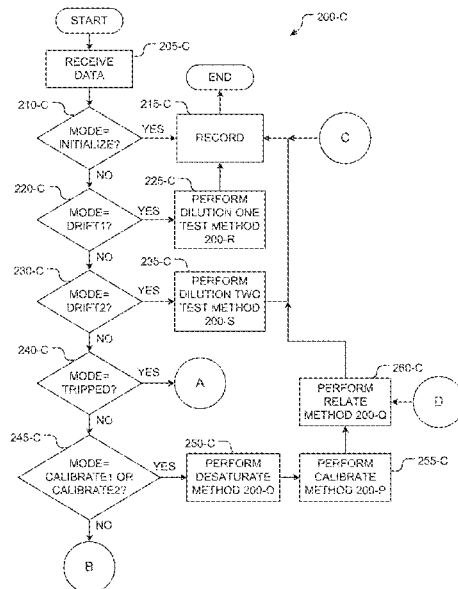 200-C
START
205-C
RECEIVE
DATA
END
210-C
215-C
MODE=
INITIALIZE?
YES
RECORD
C
NO
220-C
225-C
MODE=
DRIFT1?
YES
PERFORM
DILUTION ONE
TEST METHOD
200-R
NO
230-C
235-C
MODE=
DRIFT2?
YES
PERFORM
DILUTION TWO
TEST METHOD
200-S
NO
240-C
MODE=
TRIPPED?
YES
A
260-C
PERFORM
RELATE
METHOD 200-Q
D
NO
245-C
250-C
MODE=
CALIBRATE1 OR
CALIBRATE2?
YES
PERFORM
DESATURATE
METHOD 200-O
PERFORM
CALIBRATE
METHOD 200-P
255-C
NO
B